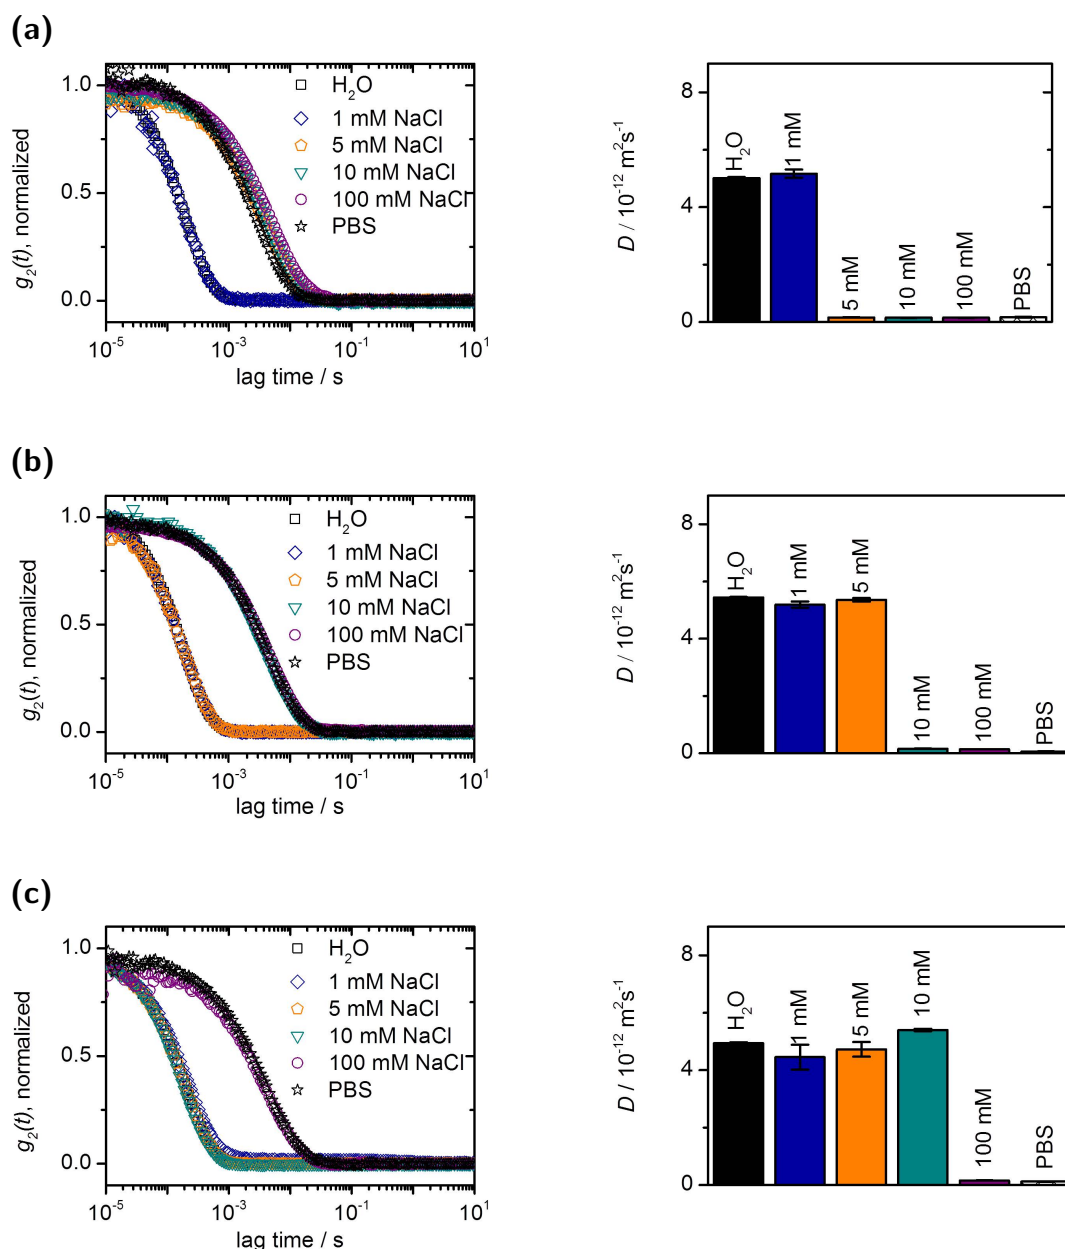 (a)
1.0
0.5
0.0
g₂(t), normalized
H₂O
1 mM NaCl
5 mM NaCl
10 mM NaCl
100 mM NaCl
PBS
10⁻⁵ 10⁻³ 10⁻¹ 10¹
lag time / s
8
4
0
D / 10⁻¹² m²s⁻¹
H₂O
1 mM
5 mM
10 mM
100 mM
PBS
(b)
1.0
0.5
0.0
g₂(t), normalized
H₂O
1 mM NaCl
5 mM NaCl
10 mM NaCl
100 mM NaCl
PBS
10⁻⁵ 10⁻³ 10⁻¹ 10¹
lag time / s
8
4
0
D / 10⁻¹² m²s⁻¹
H₂O
1 mM
5 mM
10 mM
100 mM
PBS
(c)
1.0
0.5
0.0
g₂(t), normalized
H₂O
1 mM NaCl
5 mM NaCl
10 mM NaCl
100 mM NaCl
PBS
10⁻⁵ 10⁻³ 10⁻¹ 10¹
lag time / s
8
4
0
D / 10⁻¹² m²s⁻¹
H₂O
1 mM
5 mM
10 mM
100 mM
PBS